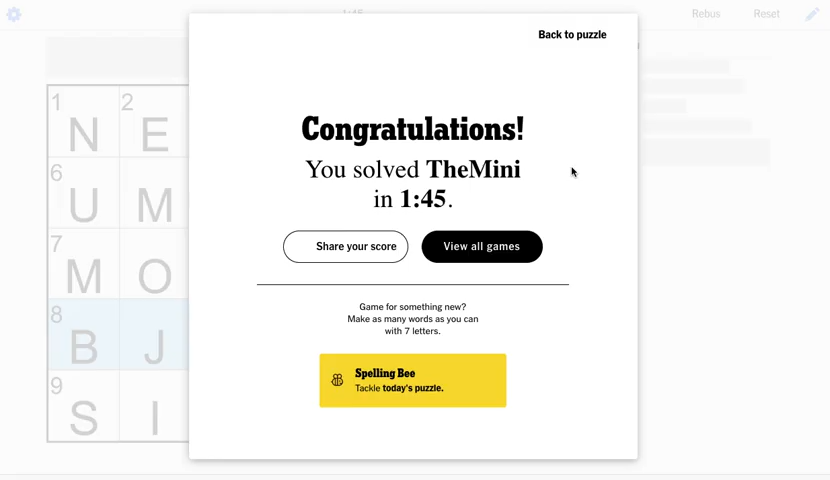 Rebus
Reset
Back to puzzle
1
2
N
E
6
U
M
7
M
O
8
B
J
9
S
I
Congratulations!
You solved TheMini
in 1:45.
Share your score
View all games
Game for something new?
Make as many words as you can
with 7 letters.
Spelling Bee
Tackle today's puzzle.